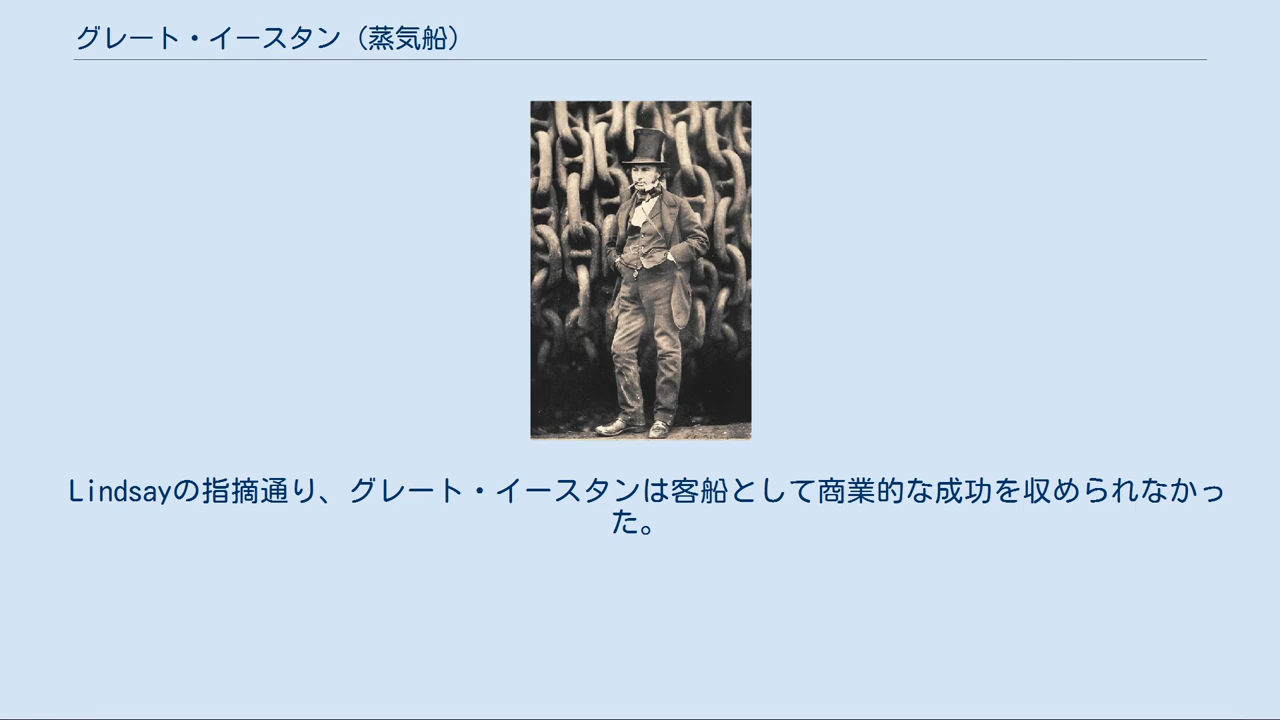 グレート・イースタン（蒸気船）
Lindsayの指摘通り、グレート・イースタンは客船として商業的な成功を収められなかっ
た。